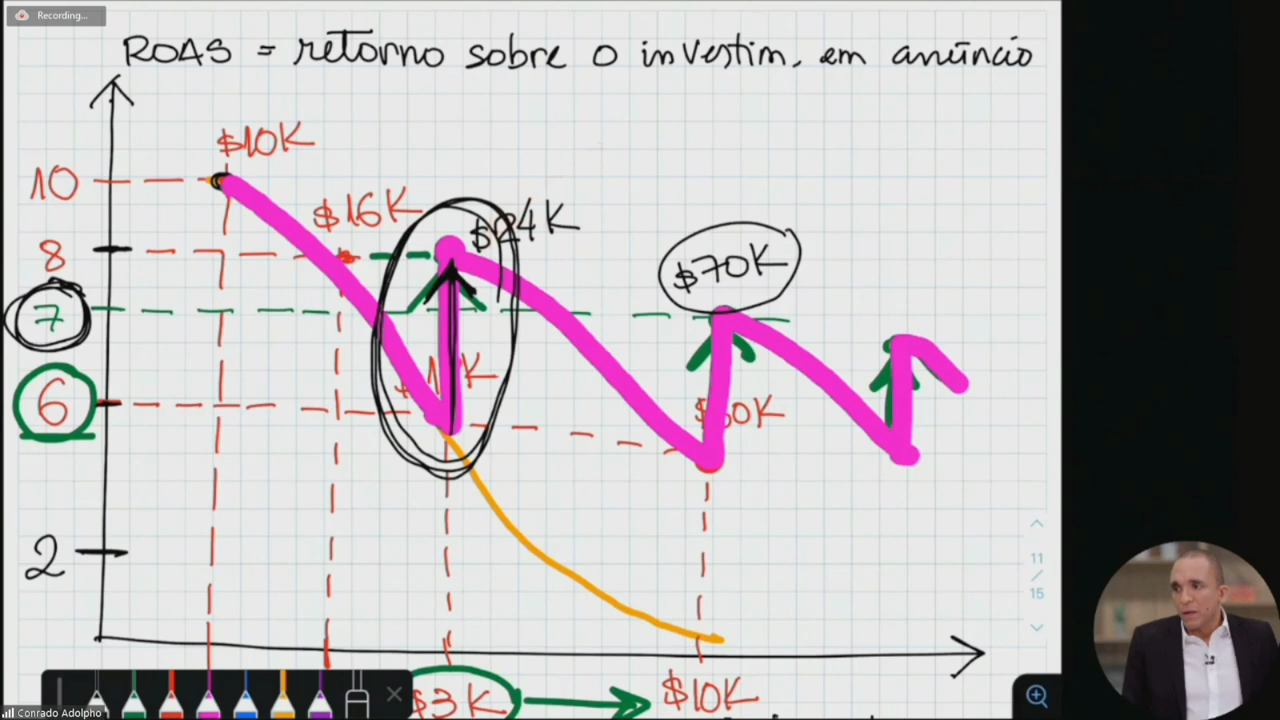 Recording...
ROAS = retorno sobre o investim. em anúncio
$10K
10
$16K
$24K
8
$70K
7
6
2
11
/
15
$3K
$10K
Conrado Adolpho